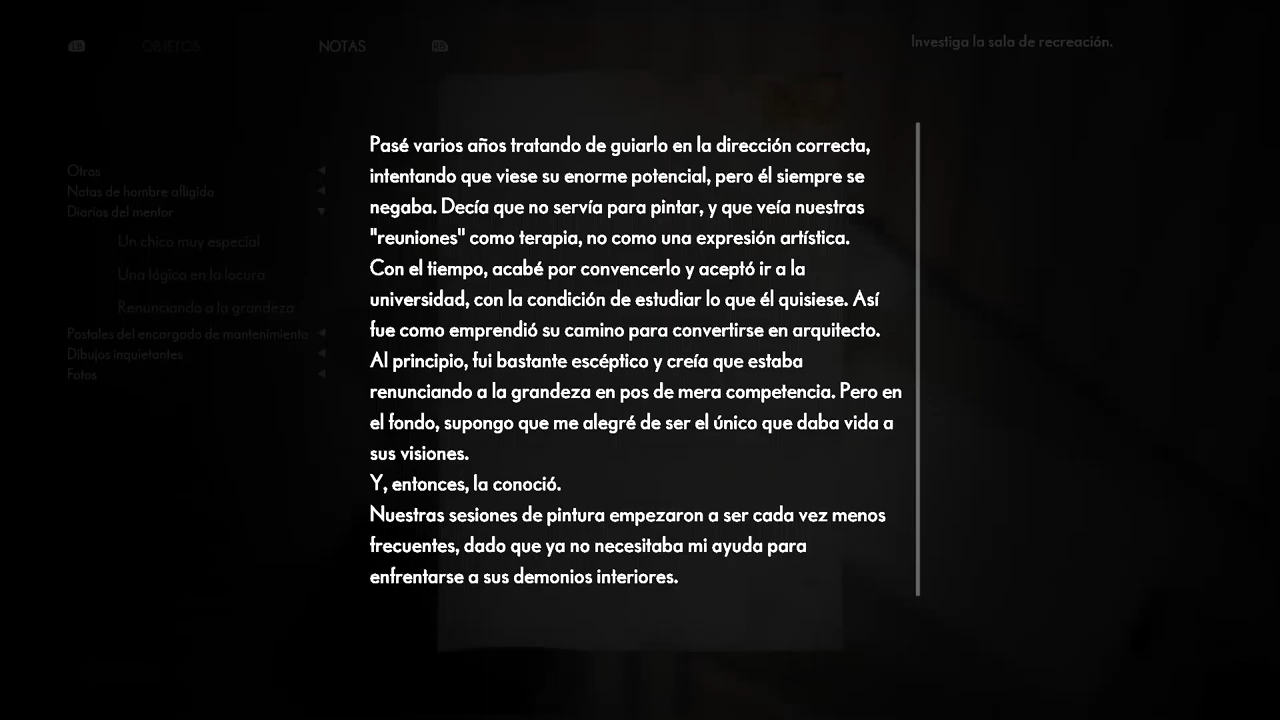 LB
OBJETOS
NOTAS
RB
Investiga la sala de recreación.
Otros
Notas de hombre afligido
Diarios del mentor
Un chico muy especial
Una lógica en la locura
Renunciando a la grandeza
Postales del encargado de mantenimiento
Dibujos inquietantes
Fotos
Pasé varios años tratando de guiarlo en la dirección correcta,
intentando que viese su enorme potencial, pero él siempre se
negaba. Decía que no servía para pintar, y que veía nuestras
"reuniones" como terapia, no como una expresión artística.
Con el tiempo, acabé por convencerlo y aceptó ir a la
universidad, con la condición de estudiar lo que él quisiese. Así
fue como emprendió su camino para convertirse en arquitecto.
Al principio, fui bastante escéptico y creía que estaba
renunciando a la grandeza en pos de mera competencia. Pero en
el fondo, supongo que me alegré de ser el único que daba vida a
sus visiones.
Y, entonces, la conoció.
Nuestras sesiones de pintura empezaron a ser cada vez menos
frecuentes, dado que ya no necesitaba mi ayuda para
enfrentarse a sus demonios interiores.